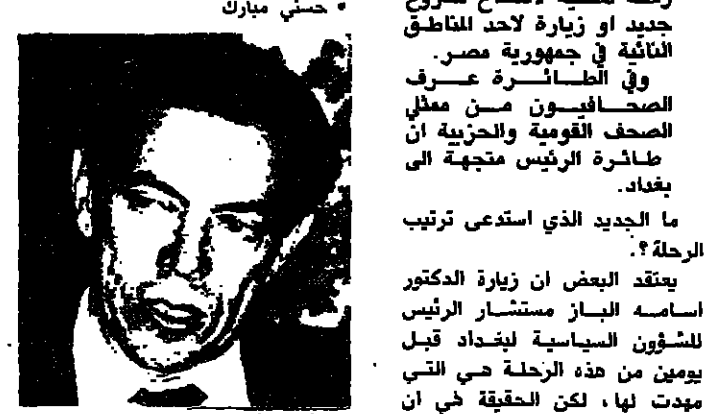 • حسني مبارك
جديد او زيارة لاحد المناطق
النائية في جمهورية مصر.
وفي الطائرة عرف
الصحافيون من ممثلي
الصحف القومية والحزبية ان
طائرة الرئيس متجهة الى
بغداد.
ما الجديد الذي استدعى ترتيب
الرحلة؟.
يعتقد البعض ان زيارة الدكتور
اسامه الباز مستشار الرئيس
للشؤون السياسية لبغداد قبل
يومين من هذه الرحلة هي التي
مهدت لها، لكن الحقيقة هي ان